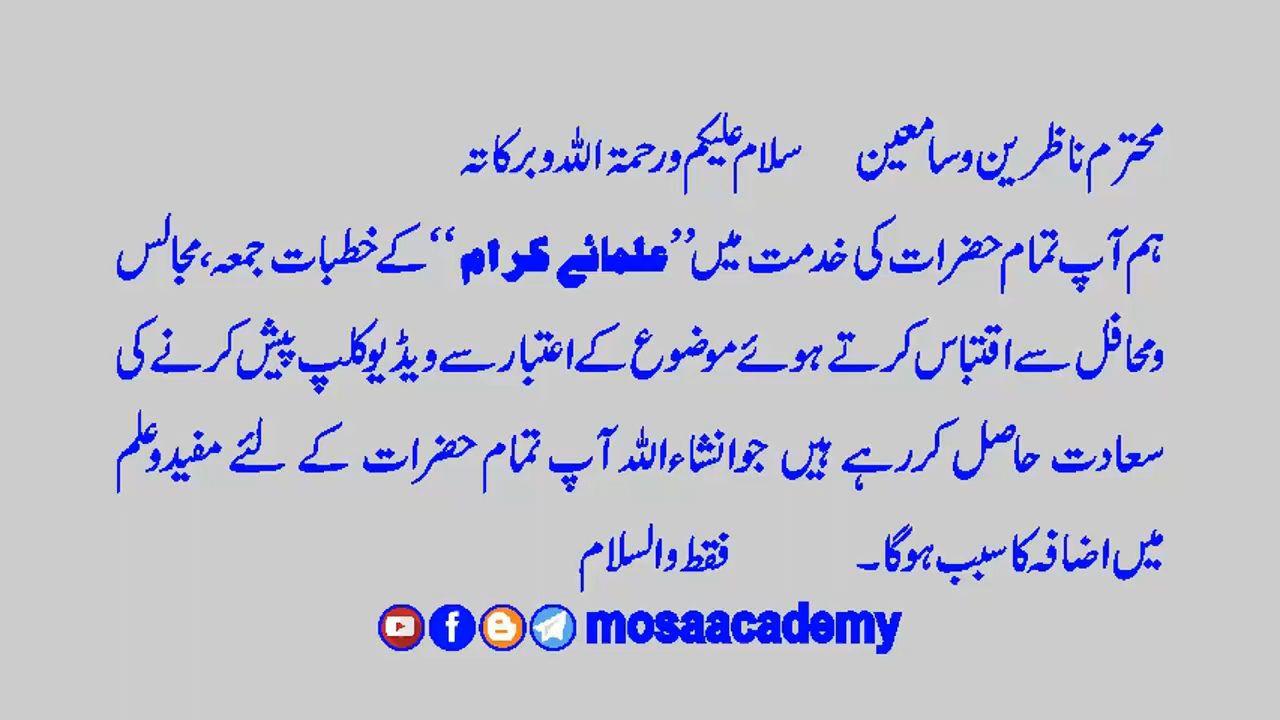 محترم ناظرین وسامعین سلام علیکم ورحمۃ اللہ وبرکاتہ
ہم آپ تمام حضرات کی خدمت میں ”علمائے کرام“ کے خطبات جمعہ، مجالس
ومحافل سے اقتباس کرتے ہوئے موضوع کے اعتبار سے ویڈیو کلپ پیش کرنے کی
سعادت حاصل کررہے ہیں جو انشاءاللہ آپ تمام حضرات کے لئے مفید وعلم
میں اضافہ کا سبب ہوگا۔ فقط والسلام
mosaacademy